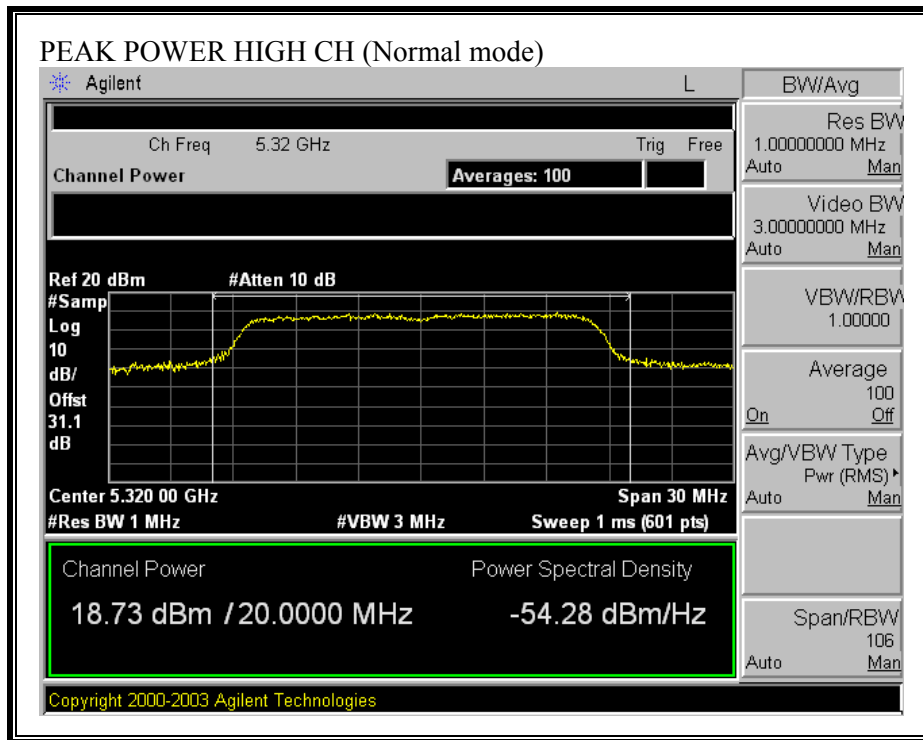 PEAK POWER HIGH CH (Normal mode)
Agilent L
Ch Freq 5.32 GHz Trig Free
Channel Power Averages: 100
Ref 20 dBm #Atten 10 dB
#Samp
Log
10
dB/
Offst
31.1
dB
Center 5.320 00 GHz Span 30 MHz
#Res BW 1 MHz #VBW 3 MHz Sweep 1 ms (601 pts)
Channel Power Power Spectral Density
18.73 dBm / 20.0000 MHz -54.28 dBm/Hz
Copyright 2000-2003 Agilent Technologies
BW/Avg
Res BW
1.00000000 MHz
Auto Man
Video BW
3.00000000 MHz
Auto Man
VBW/RBW
1.00000
Average
100
On Off
Avg/VBW Type
Pwr (RMS)
Auto Man
Span/RBW
106
Auto Man